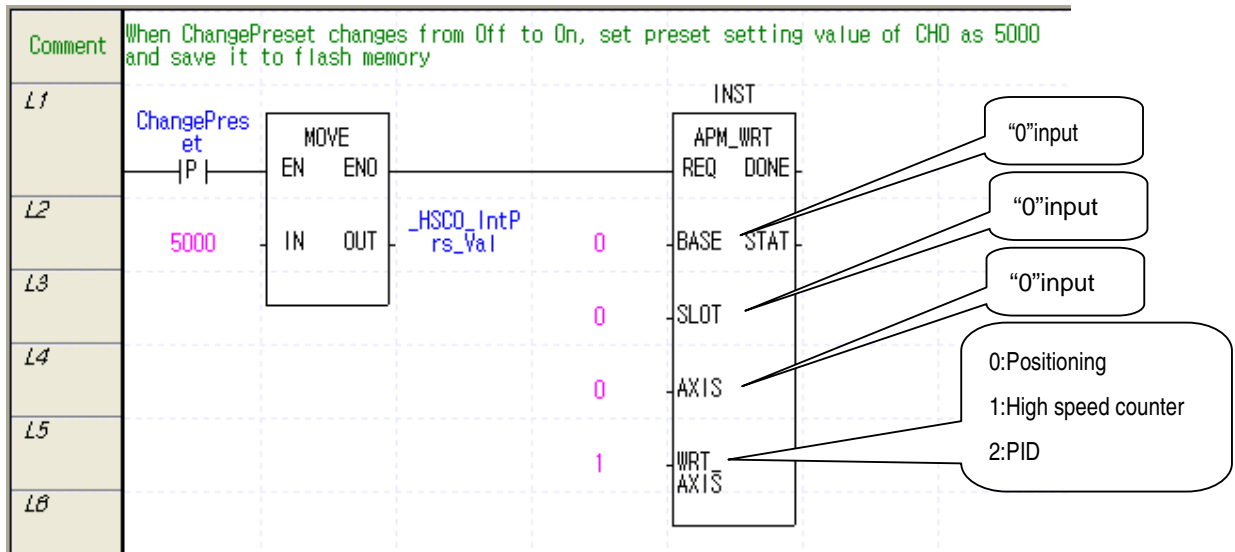 Comment
When ChangePreset changes from Off to On, set preset setting value of CH0 as 5000
and save it to flash memory
L1
ChangePres
et
P
MOVE
EN ENO
INST
APM_WRT
REQ DONE
“0”input
L2
5000
IN OUT
_HSC0_IntP
rs_Val
0
BASE STAT
“0”input
L3
0
SLOT
“0”input
L4
0
AXIS
0:Positioning
1:High speed counter
2:PID
L5
1
WRT_
AXIS
L6